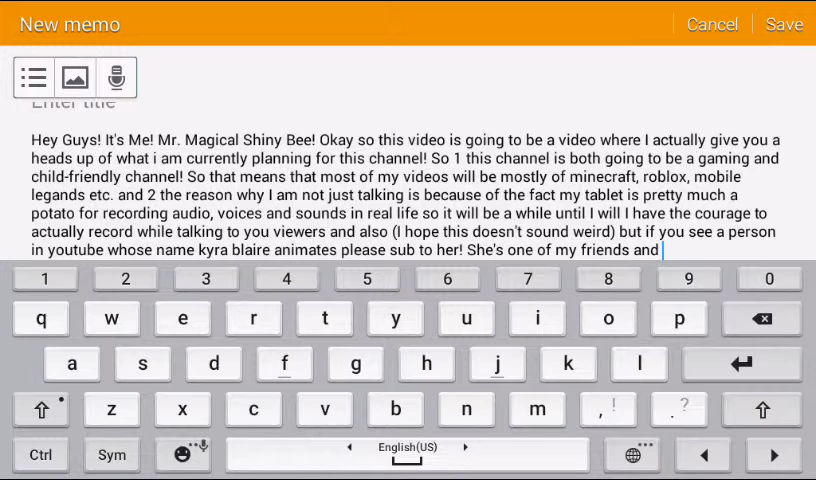 New memo
Cancel
Save
Enter title
Hey Guys! It's Me! Mr. Magical Shiny Bee! Okay so this video is going to be a video where I actually give you a
heads up of what i am currently planning for this channel! So 1 this channel is both going to be a gaming and
child-friendly channel! So that means that most of my videos will be mostly of minecraft, roblox, mobile
legands etc. and 2 the reason why I am not just talking is because of the fact my tablet is pretty much a
potato for recording audio, voices and sounds in real life so it will be a while until I will I have the courage to
actually record while talking to you viewers and also (I hope this doesn't sound weird) but if you see a person
in youtube whose name kyra blaire animates please sub to her! She's one of my friends and
1 2 3 4 5 6 7 8 9 0
q w e r t y u i o p
a s d f g h j k l
z x c v b n m , ! . ?
Ctrl Sym English(US)